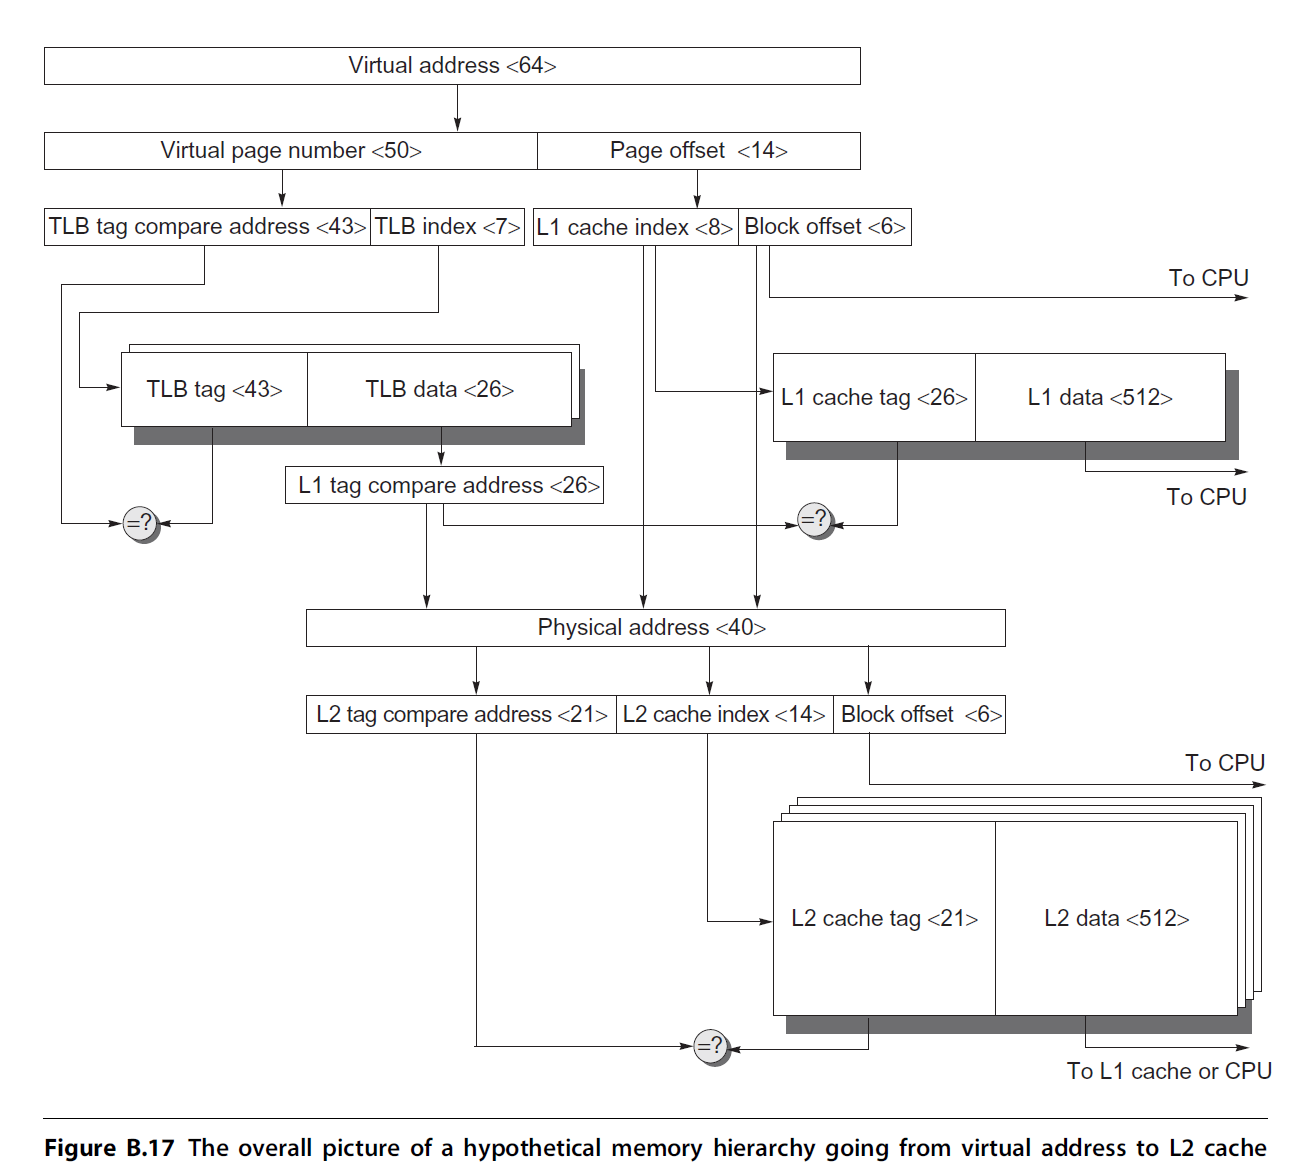 Virtual address <64>
Virtual page number <50> Page offset <14>
TLB tag compare address <43> TLB index <7> L1 cache index <8> Block offset <6>
To CPU
TLB tag <43> TLB data <26>
L1 cache tag <26> L1 data <512>
L1 tag compare address <26>
To CPU
=? =?
Physical address <40>
L2 tag compare address <21> L2 cache index <14> Block offset <6>
To CPU
L2 cache tag <21> L2 data <512>
=?
To L1 cache or CPU
Figure B.17 The overall picture of a hypothetical memory hierarchy going from virtual address to L2 cache